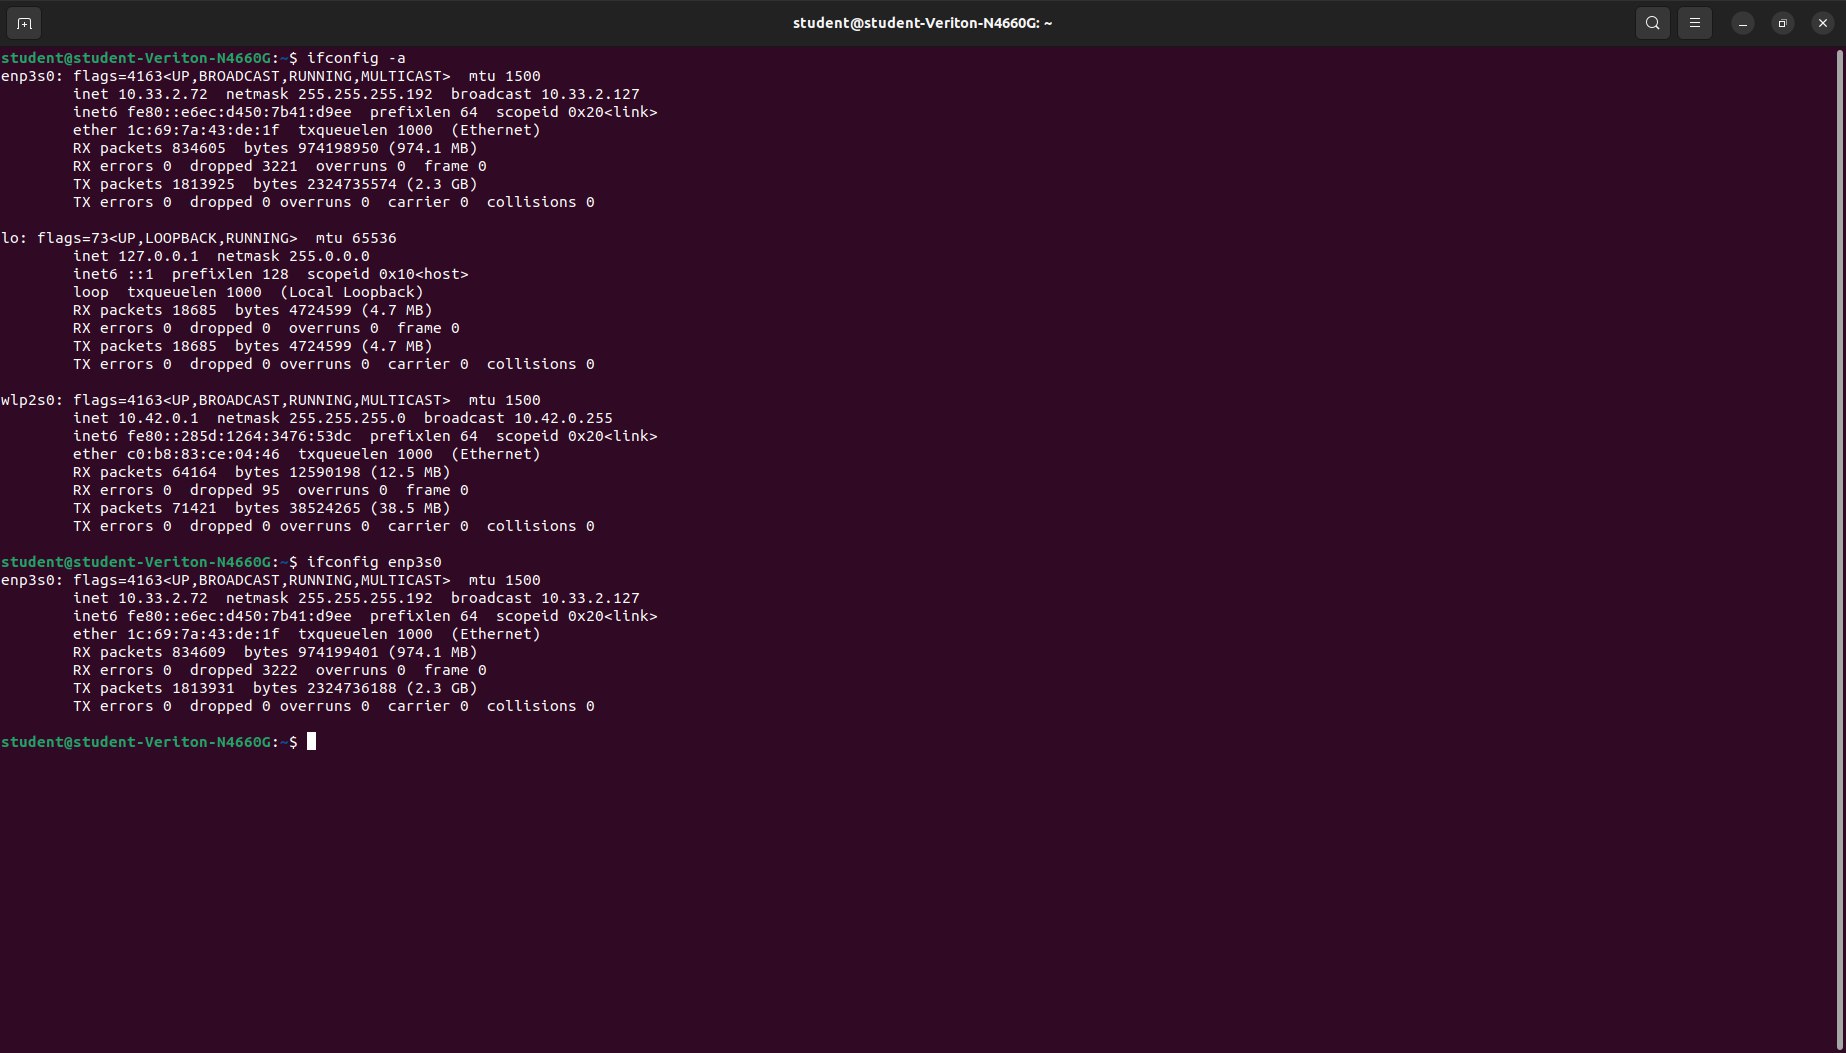 student@student-Veriton-N4660G: ~
student@student-Veriton-N4660G:~$ ifconfig -a
enp3s0: flags=4163<UP,BROADCAST,RUNNING,MULTICAST>  mtu 1500
        inet 10.33.2.72  netmask 255.255.255.192  broadcast 10.33.2.127
        inet6 fe80::e6ec:d450:7b41:d9ee  prefixlen 64  scopeid 0x20<link>
        ether 1c:69:7a:43:de:1f  txqueuelen 1000  (Ethernet)
        RX packets 834605  bytes 974198950 (974.1 MB)
        RX errors 0  dropped 3221  overruns 0  frame 0
        TX packets 1813925  bytes 2324735574 (2.3 GB)
        TX errors 0  dropped 0 overruns 0  carrier 0  collisions 0
lo: flags=73<UP,LOOPBACK,RUNNING>  mtu 65536
        inet 127.0.0.1  netmask 255.0.0.0
        inet6 ::1  prefixlen 128  scopeid 0x10<host>
        loop  txqueuelen 1000  (Local Loopback)
        RX packets 18685  bytes 4724599 (4.7 MB)
        RX errors 0  dropped 0  overruns 0  frame 0
        TX packets 18685  bytes 4724599 (4.7 MB)
        TX errors 0  dropped 0 overruns 0  carrier 0  collisions 0
wlp2s0: flags=4163<UP,BROADCAST,RUNNING,MULTICAST>  mtu 1500
        inet 10.42.0.1  netmask 255.255.255.0  broadcast 10.42.0.255
        inet6 fe80::285d:1264:3476:53dc  prefixlen 64  scopeid 0x20<link>
        ether c0:b8:83:ce:04:46  txqueuelen 1000  (Ethernet)
        RX packets 64164  bytes 12590198 (12.5 MB)
        RX errors 0  dropped 95  overruns 0  frame 0
        TX packets 71421  bytes 38524265 (38.5 MB)
        TX errors 0  dropped 0 overruns 0  carrier 0  collisions 0
student@student-Veriton-N4660G:~$ ifconfig enp3s0
enp3s0: flags=4163<UP,BROADCAST,RUNNING,MULTICAST>  mtu 1500
        inet 10.33.2.72  netmask 255.255.255.192  broadcast 10.33.2.127
        inet6 fe80::e6ec:d450:7b41:d9ee  prefixlen 64  scopeid 0x20<link>
        ether 1c:69:7a:43:de:1f  txqueuelen 1000  (Ethernet)
        RX packets 834609  bytes 974199401 (974.1 MB)
        RX errors 0  dropped 3222  overruns 0  frame 0
        TX packets 1813931  bytes 2324736188 (2.3 GB)
        TX errors 0  dropped 0 overruns 0  carrier 0  collisions 0
student@student-Veriton-N4660G:~$